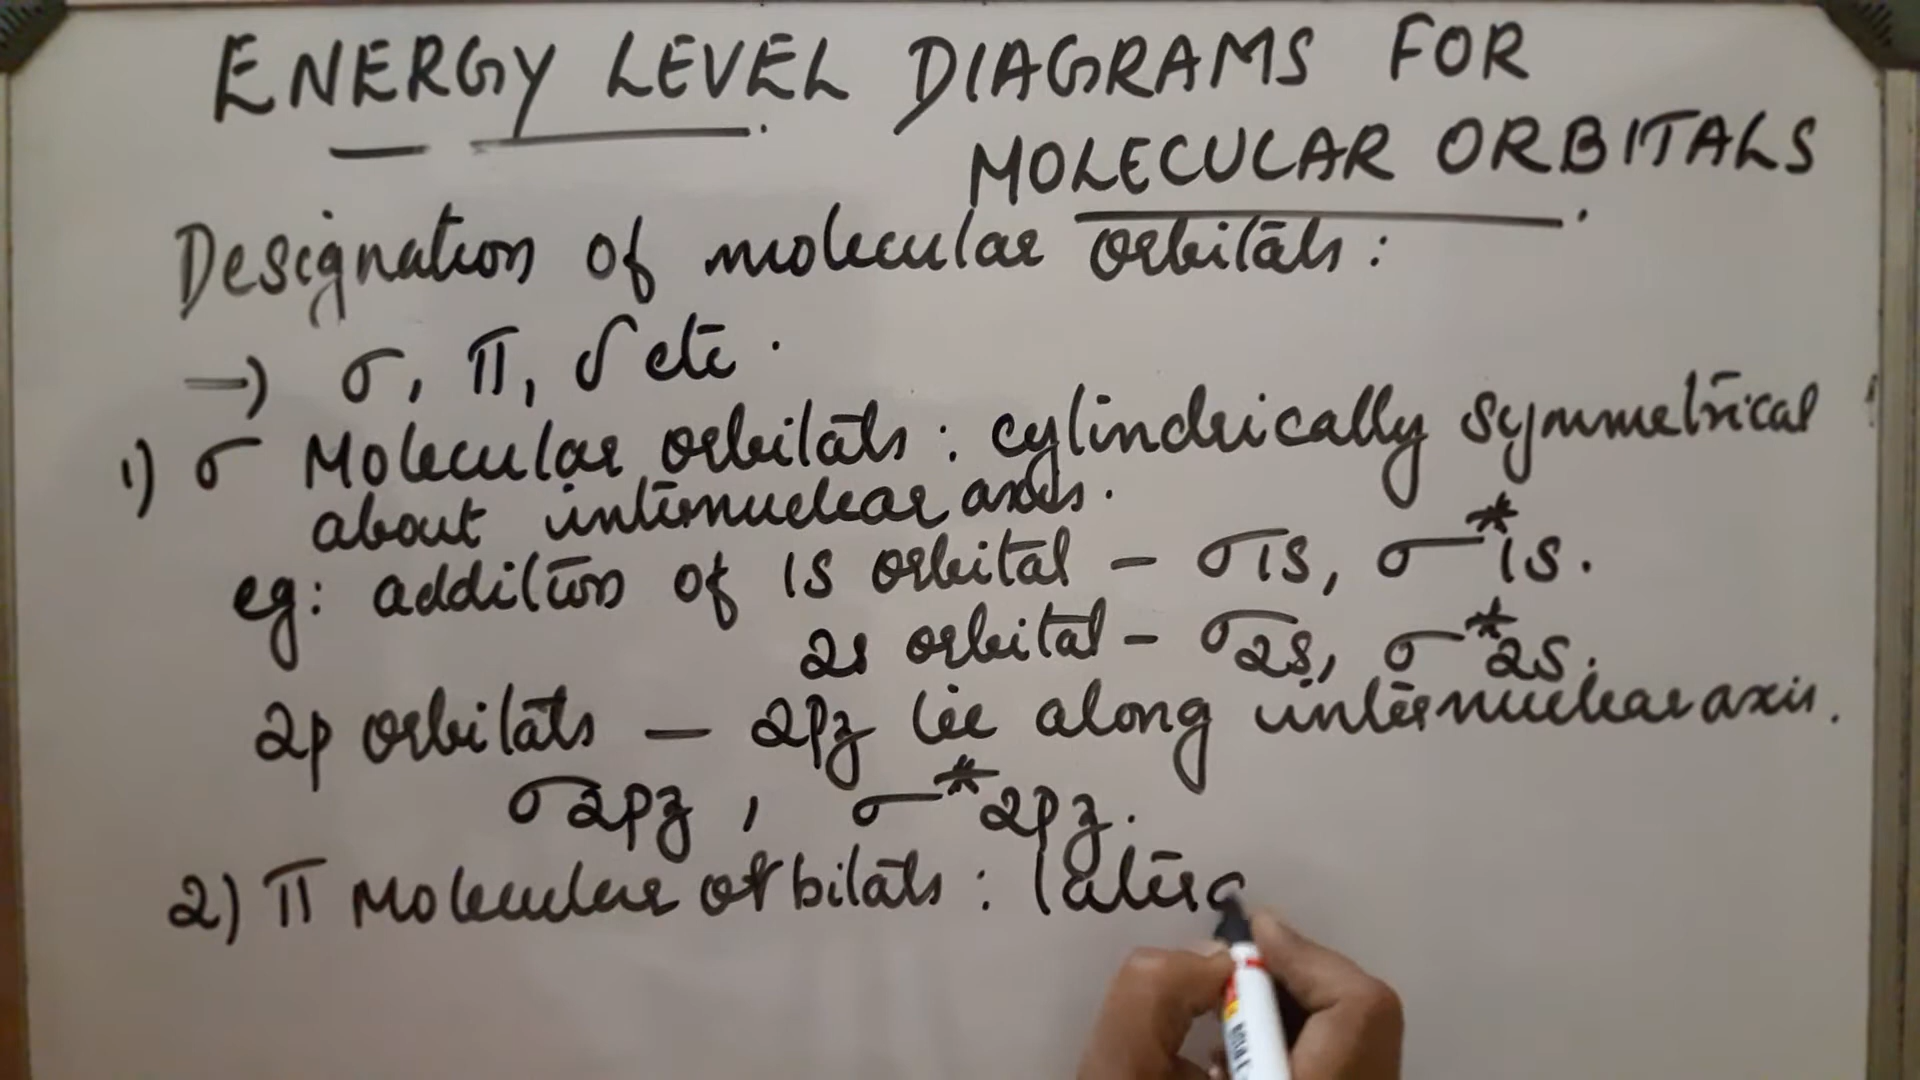 ENERGY LEVEL DIAGRAMS FOR
MOLECULAR ORBITALS
Designation of molecular orbitals :
→ σ, π, δ etc.
1) σ Molecular orbitals : cylindrically symmetrical
about internuclear axis.
eg: addition of 1s orbital - σ1s, σ*1s.
2s orbital - σ2s, σ*2s.
2p orbitals — 2pz lie along internuclear axis.
σ2pz, σ*2pz.
2) π Molecular orbitals : latera